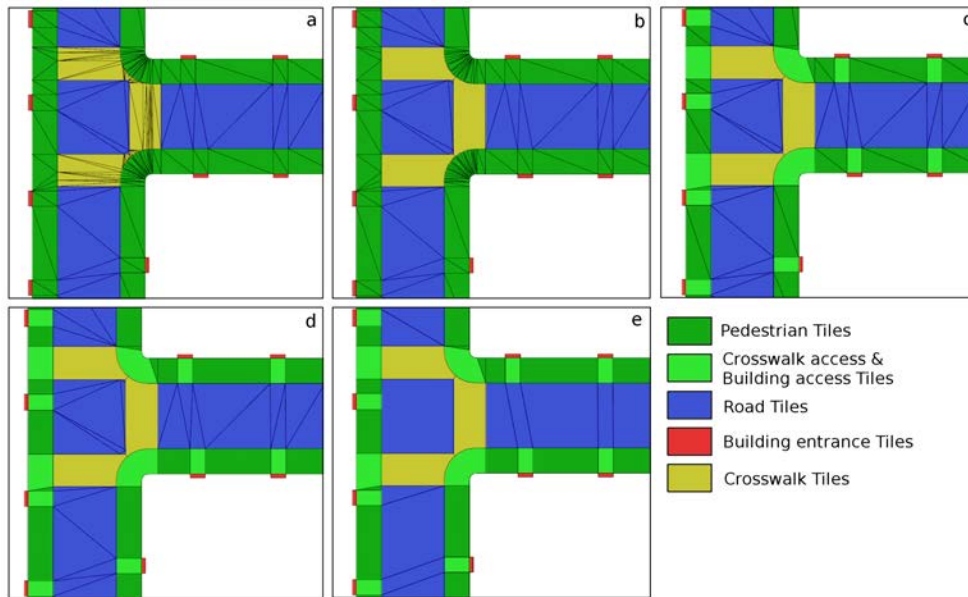 a
b
c
d
e
Pedestrian Tiles
Crosswalk access &
Building access Tiles
Road Tiles
Building entrance Tiles
Crosswalk Tiles